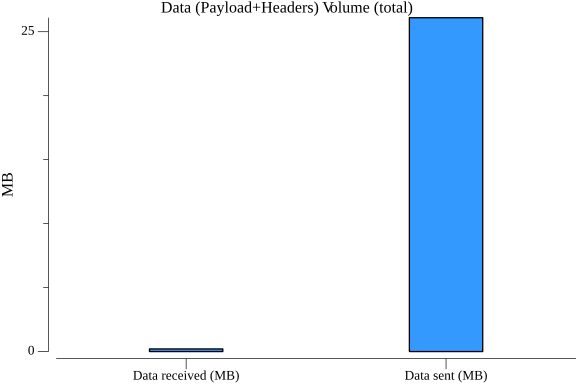 Data (Payload+Headers) Volume (total)
25
MB
0
Data received (MB)
Data sent (MB)